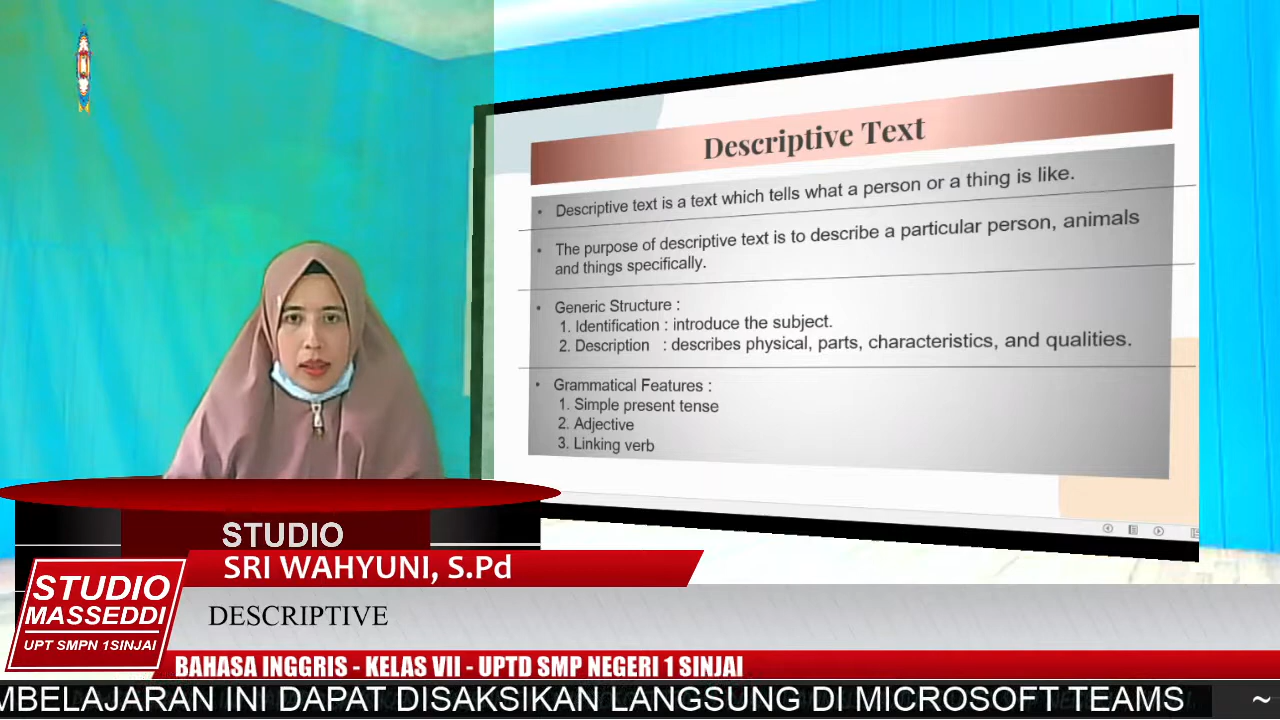 Descriptive Text
• Descriptive text is a text which tells what a person or a thing is like.
• The purpose of descriptive text is to describe a particular person, animals
and things specifically.
• Generic Structure :
1. Identification : introduce the subject.
2. Description : describes physical, parts, characteristics, and qualities.
• Grammatical Features :
1. Simple present tense
2. Adjective
3. Linking verb
STUDIO
SRI WAHYUNI, S.Pd
STUDIO
MASSEDDI
UPT SMPN 1SINJAI
DESCRIPTIVE
BAHASA INGGRIS - KELAS VII - UPTD SMP NEGERI 1 SINJAI
MBELAJARAN INI DAPAT DISAKSIKAN LANGSUNG DI MICROSOFT TEAMS ~